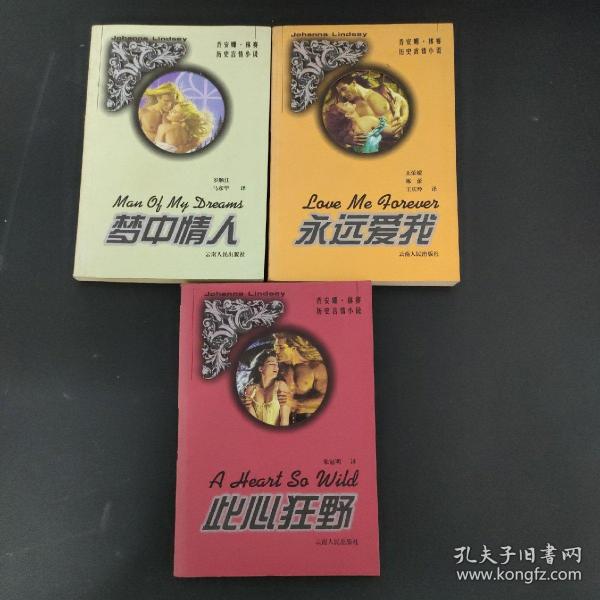 Johanna Lindsey
乔安娜·林赛
历史言情小说
马彦华 译
Man Of My Dreams
梦中情人
云南人民出版社
Johanna Lindsey
乔安娜·林赛
历史言情小说
Love Me Forever
永远爱我
云南人民出版社
Johanna Lindsey
乔安娜·林赛
历史言情小说
A Heart So Wild
此心狂野
云南人民出版社
孔夫子旧书网
www.kongfz.com